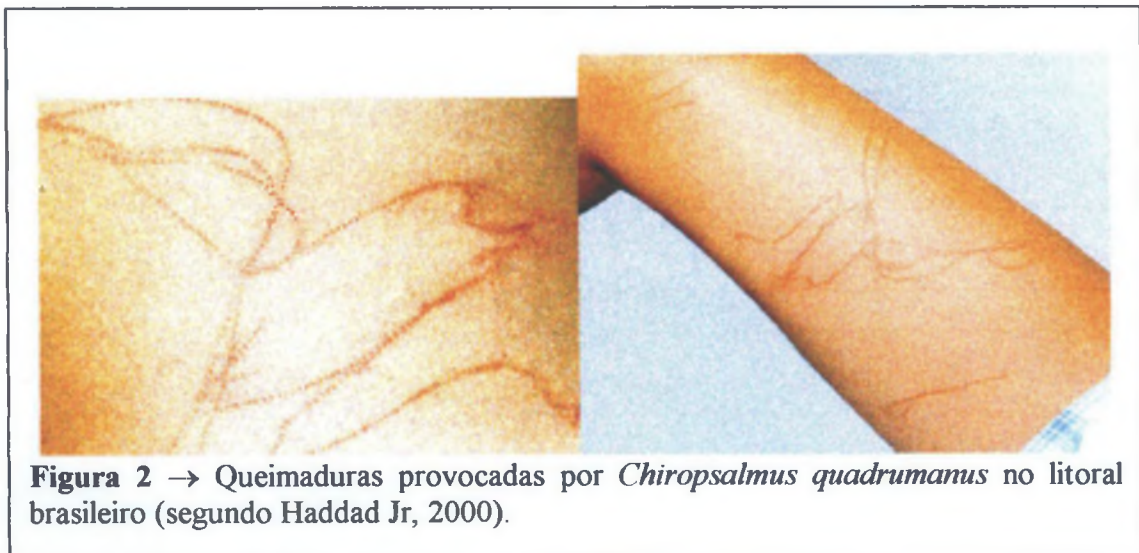 Figura 2 → Queimaduras provocadas por Chiropsalmus quadrumanus no litoral
brasileiro (segundo Haddad Jr, 2000).